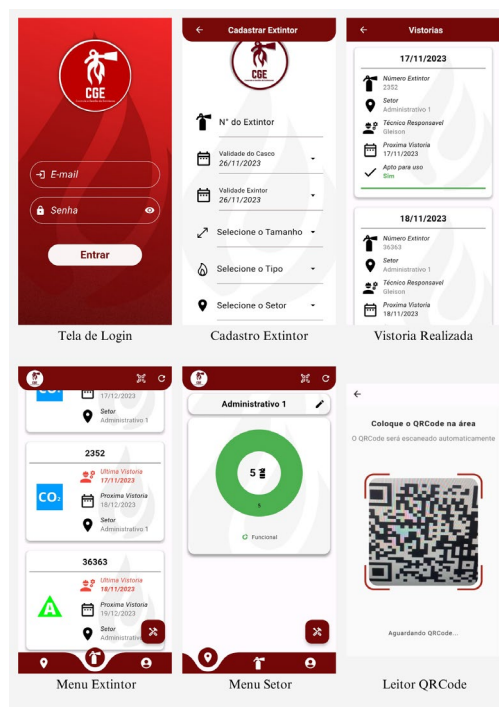 CGE
E-mail
Senha
Entrar
Tela de Login
Cadastrar Extintor
CGE
N° do Extintor
Validade do Casco
26/11/2023
Validade Exintor
26/11/2023
Selecione o Tamanho
Selecione o Tipo
Selecione o Setor
Cadastro Extintor
Vistorias
17/11/2023
Número Extintor
2352
Setor
Administrativo 1
Técnico Responsavel
Gleison
Proxima Vistoria
17/11/2023
Apto para uso
Sim
18/11/2023
Número Extintor
36363
Setor
Administrativo 1
Técnico Responsavel
Gleison
Proxima Vistoria
18/11/2023
Vistoria Realizada
CO₂
17/12/2023
Setor
Administrativo 1
2352
Ultima Vistoria
17/11/2023
CO₂
Proxima Vistoria
18/12/2023
Setor
Administrativo 1
36363
Ultima Vistoria
18/11/2023
A
Proxima Vistoria
19/12/2023
Setor
Administrativo
Menu Extintor
Administrativo 1
5
5
Funcional
Menu Setor
Coloque o QRCode na área
O QRCode será escaneado automaticamente
Aguardando QRCode...
Leitor QRCode